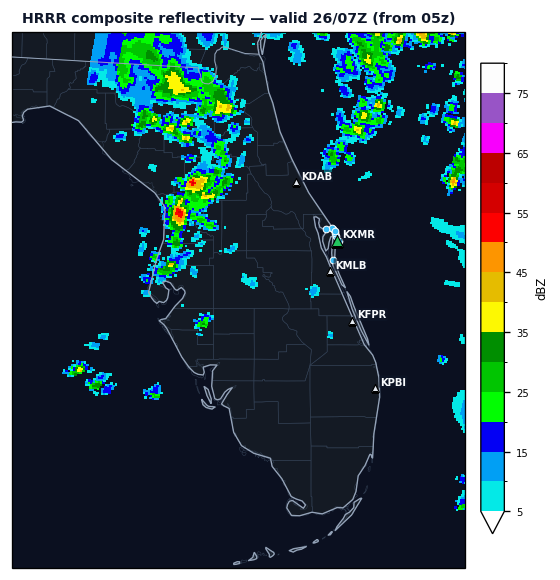 HRRR composite reflectivity — valid 26/07Z (from 05z)
KDAB
KXMR
KMLB
KFPR
KPBI
75
65
55
45
35
25
15
5
dBZ